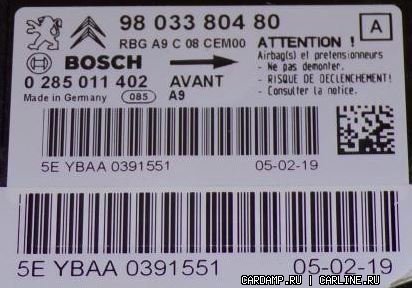 98 033 804 80
A
RBG A9 C 08 CEM00
ATTENTION !
BOSCH
Airbag(s) et pretensionneurs
- Ne pas demonter.
0 285 011 402
AVANT
- RISQUE DE DECLENCHEMENT!
Made in Germany
085
A9
- Consulter la notice.
5E YBAA 0391551
05-02-19
5E YBAA 0391551
05-02-19
CARDAMP.RU | CARLINE.RU